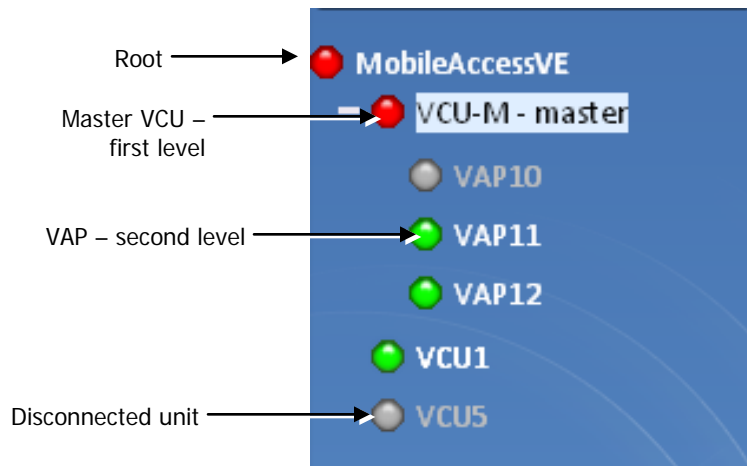 Root
MobileAccessVE
Master VCU –
first level
VCU-M - master
VAP10
VAP – second level
VAP11
VAP12
VCU1
Disconnected unit
VCU5